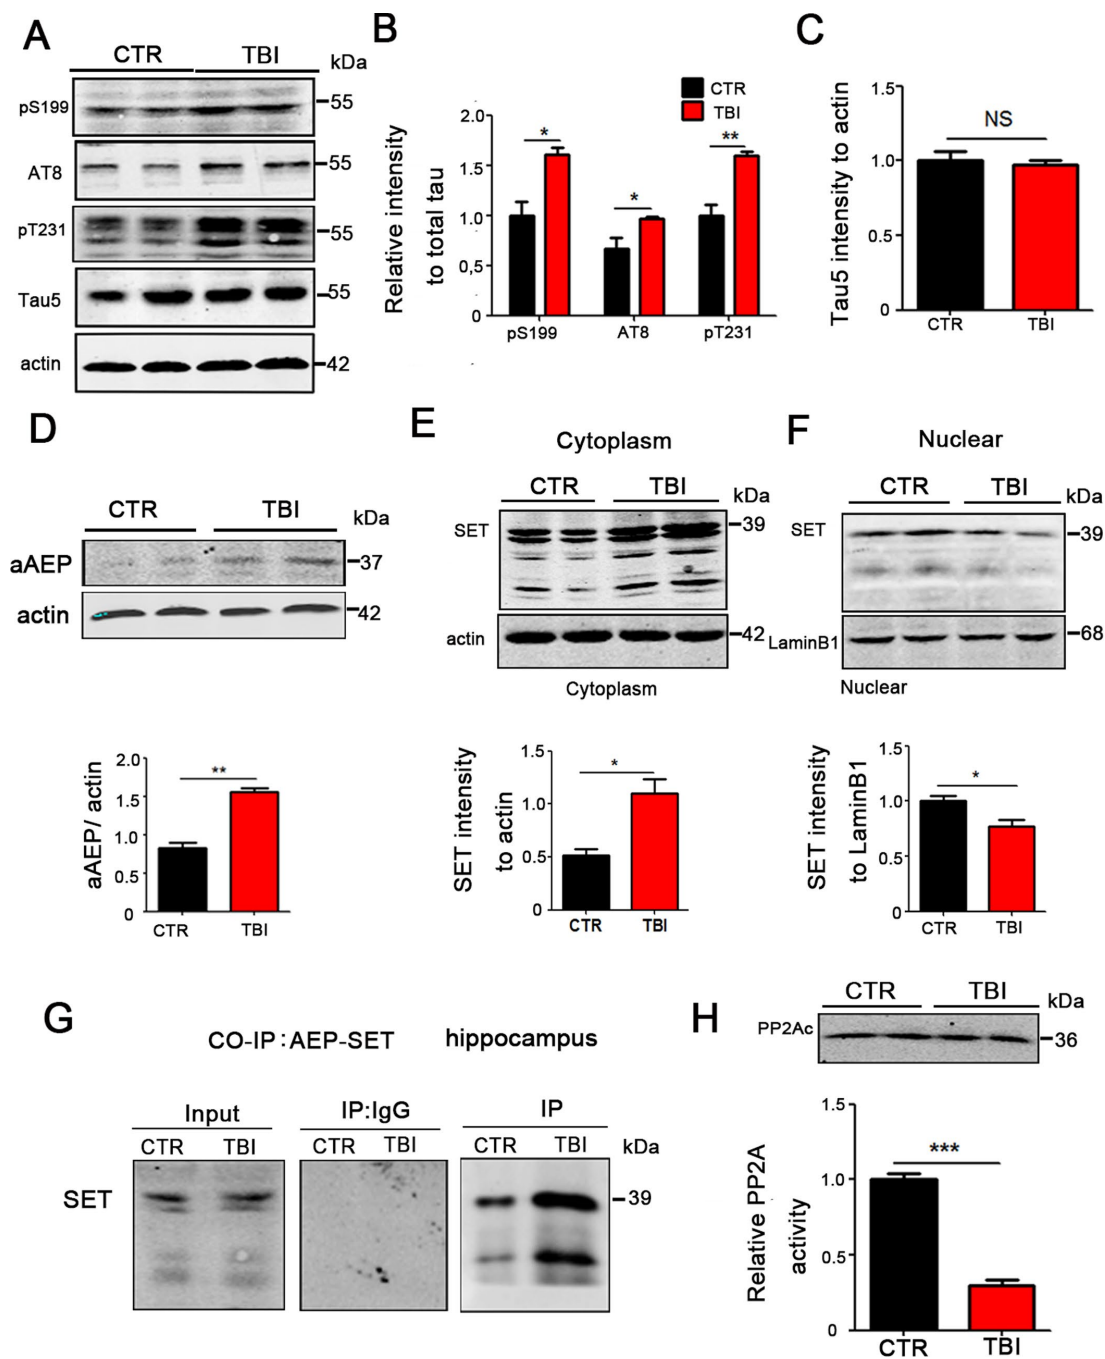 A
CTR TBI kDa
pS199 55
AT8 55
pT231 55
Tau5 55
actin 42
B
CTR
TBI
Relative intensity
to total tau
2.0
1.5
1.0
0.5
0
* * **
pS199 AT8 pT231
C
Tau5 intensity to actin
1.5
1.0
0.5
0
NS
CTR TBI
D
CTR TBI kDa
aAEP 37
actin 42
aAEP/ actin
2.0
1.5
1.0
0.5
0
**
CTR TBI
E
Cytoplasm
CTR TBI kDa
SET 39
actin 42
Cytoplasm
SET intensity
to actin
1.5
1.0
0.5
0
*
CTR TBI
F
Nuclear
CTR TBI kDa
SET 39
LaminB1 68
Nuclear
SET intensity
to LaminB1
1.5
1.0
0.5
0
*
CTR TBI
G
CO-IP:AEP-SET hippocampus
Input IP:IgG IP
CTR TBI CTR TBI CTR TBI kDa
SET 39
H
CTR TBI kDa
PP2Ac 36
Relative PP2A
activity
1.5
1.0
0.5
0
***
CTR TBI